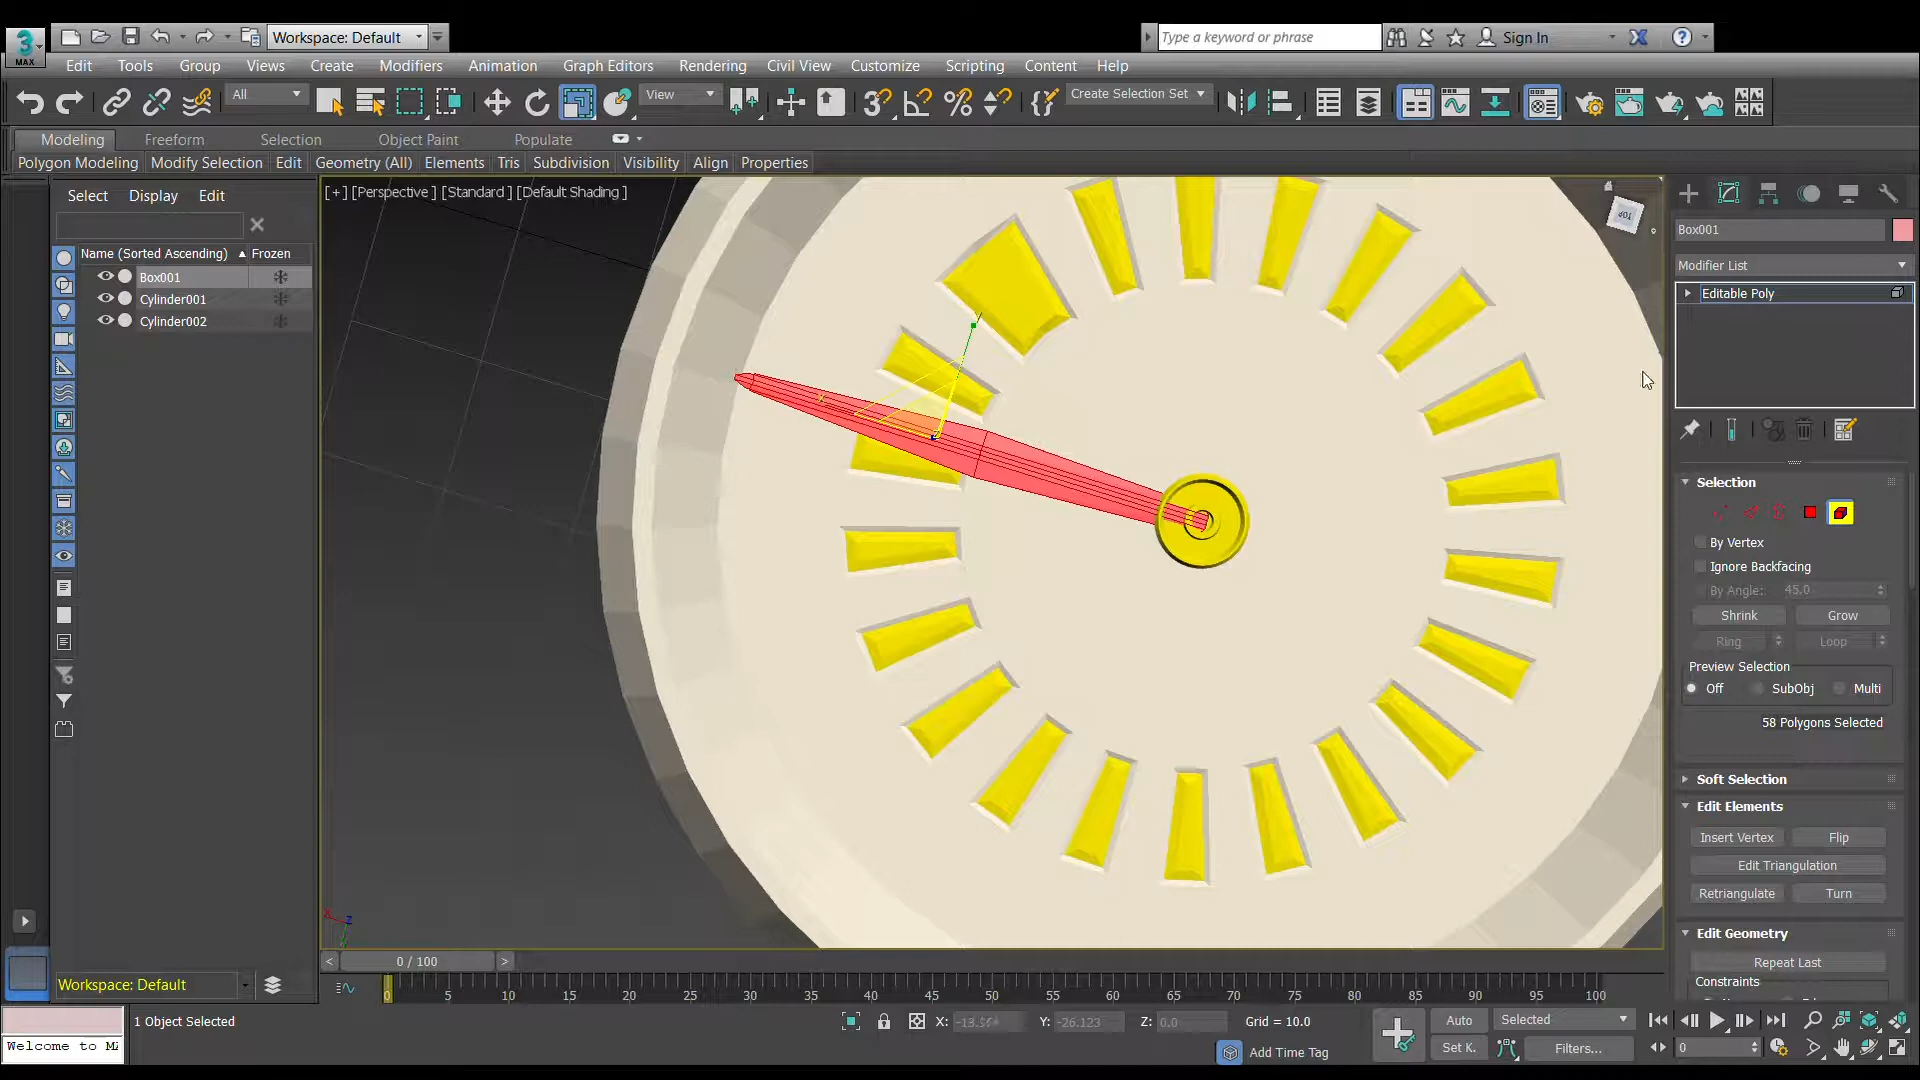 3
MAX
Workspace: Default
Type a keyword or phrase
Sign In
Edit Tools Group Views Create Modifiers Animation Graph Editors Rendering Civil View Customize Scripting Content Help
All
View
Create Selection Set
Modeling Freeform Selection Object Paint Populate
Polygon Modeling Modify Selection Edit Geometry (All) Elements Tris Subdivision Visibility Align Properties
Select Display Edit
Name (Sorted Ascending) Frozen
Box001
Cylinder001
Cylinder002
[ + ] [Perspective ] [Standard ] [Default Shading ]
TOP
Box001
Modifier List
Editable Poly
Selection
By Vertex
Ignore Backfacing
By Angle: 45.0
Shrink Grow
Ring Loop
Preview Selection
Off SubObj Multi
58 Polygons Selected
Soft Selection
Edit Elements
Insert Vertex Flip
Edit Triangulation
Retriangulate Turn
Edit Geometry
Repeat Last
Constraints
x
z
x
z
< 0 / 100 >
0 5 10 15 20 25 30 35 40 45 50 55 60 65 70 75 80 85 90 95 100
Workspace: Default
1 Object Selected
X: Y: -26.123 Z: 0.0 Grid = 10.0
Auto Selected
Welcome to
Add Time Tag
Set K. Filters...
0